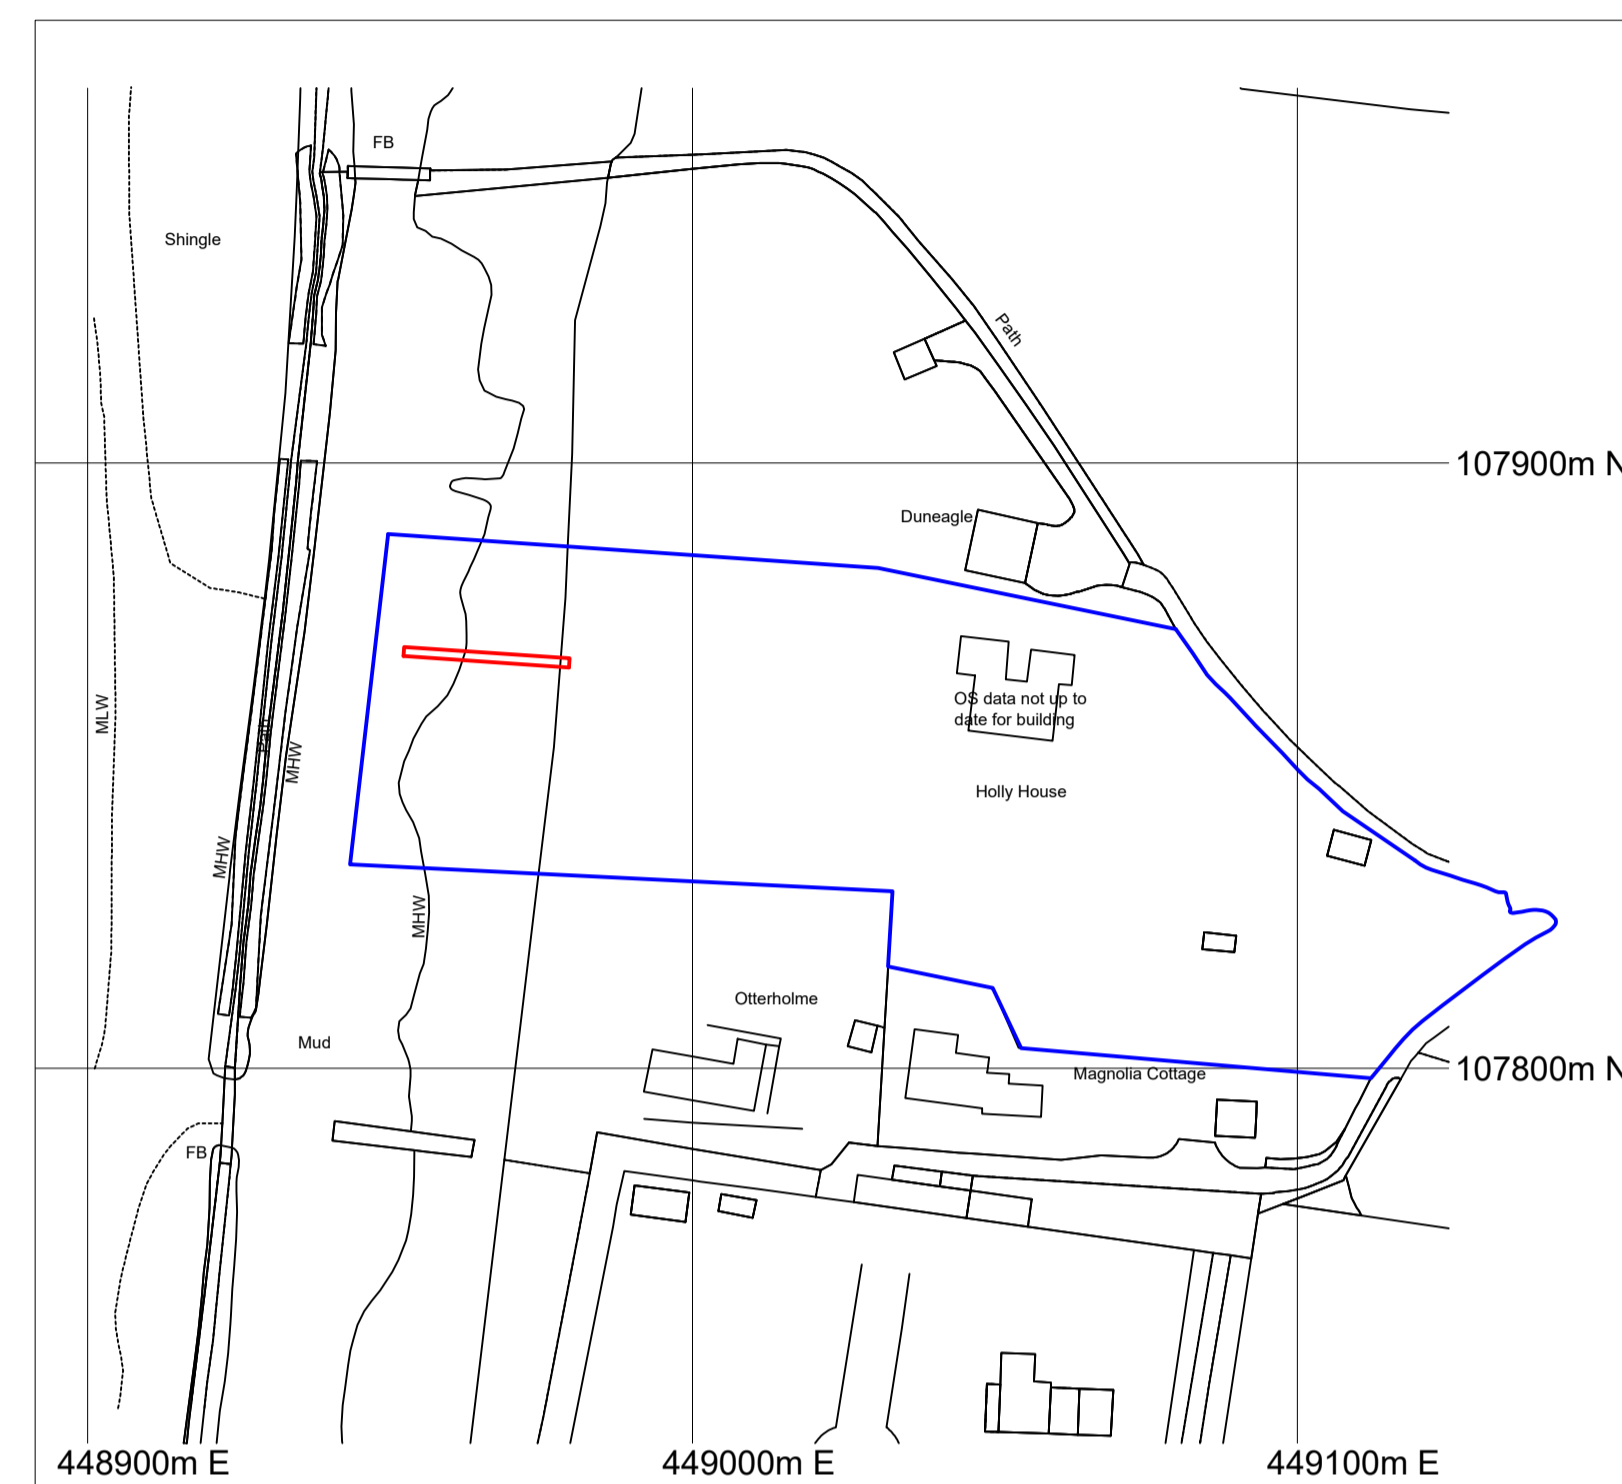 FB
Shingle
Path
107900m N
Duneagle
OS data not up to
date for building
MLW
Path
MHW
Holly House
MHW
MHW
Otterholme
Mud
Magnolia Cottage
107800m N
FB
448900m E
449000m E
449100m E